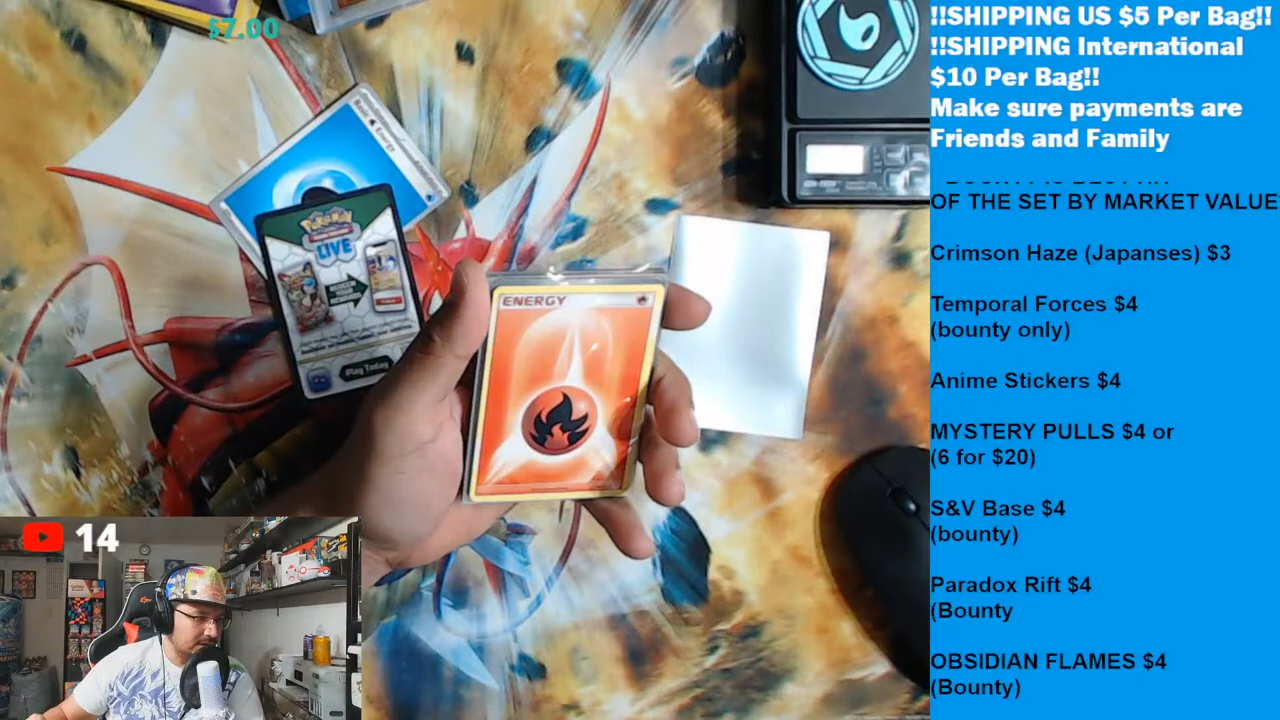 $7.00
!!SHIPPING US $5 Per Bag!!
!!SHIPPING International
$10 Per Bag!!
Make sure payments are
Friends and Family
OF THE SET BY MARKET VALUE
Crimson Haze (Japanses) $3
Temporal Forces $4
(bounty only)
Anime Stickers $4
MYSTERY PULLS $4 or
(6 for $20)
S&V Base $4
(bounty)
Paradox Rift $4
(Bounty
OBSIDIAN FLAMES $4
(Bounty)
Energy
Pokémon
LIVE
Play Today
ENERGY
14